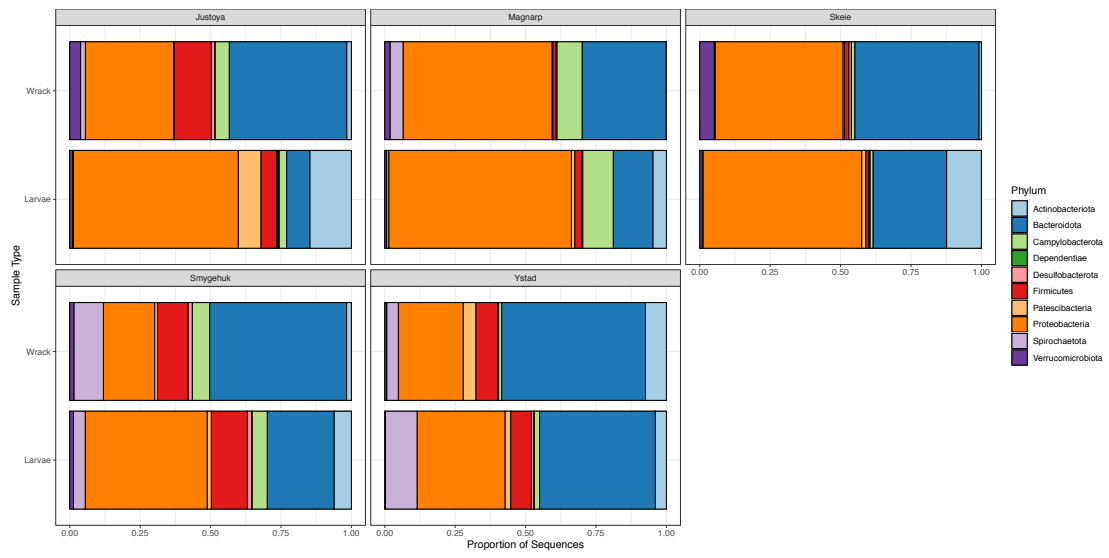 Justoya
Magnarp
Skeie
Wrack
Larvae
0.00 0.25 0.50 0.75 1.00
Smygehuk
Ystad
Wrack
Larvae
0.00 0.25 0.50 0.75 1.00
0.00 0.25 0.50 0.75 1.00
Sample Type
Proportion of Sequences
Phylum
Actinobacteriota
Bacteroidota
Campylobacterota
Dependentiae
Desulfobacterota
Firmicutes
Patescibacteria
Proteobacteria
Spirochaetota
Verrucomicrobiota